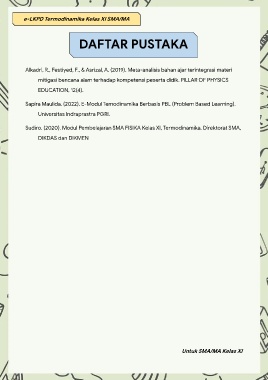 e-LKPD Termodinamika Kelas XI SMA/MA
DAFTAR PUSTAKA
Alkadri, R., Festiyed, F., & Asrizal, A. (2019). Meta-analisis bahan ajar terintegrasi materi
mitigasi bencana alam terhadap kompetensi peserta didik. PILLAR OF PHYSICS
EDUCATION, 12(4).
Sapira Maulida. (2022). E-Modul Temodinamika Berbasis PBL (Problem Based Learning).
Universitas Indraprastra PGRI.
Sudiro. (2020). Modul Pembelajaran SMA FISIKA Kelas XI, Termodinamika. Direktorat SMA,
DIKDAS dan DIKMEN
Untuk SMA/MA Kelas XI